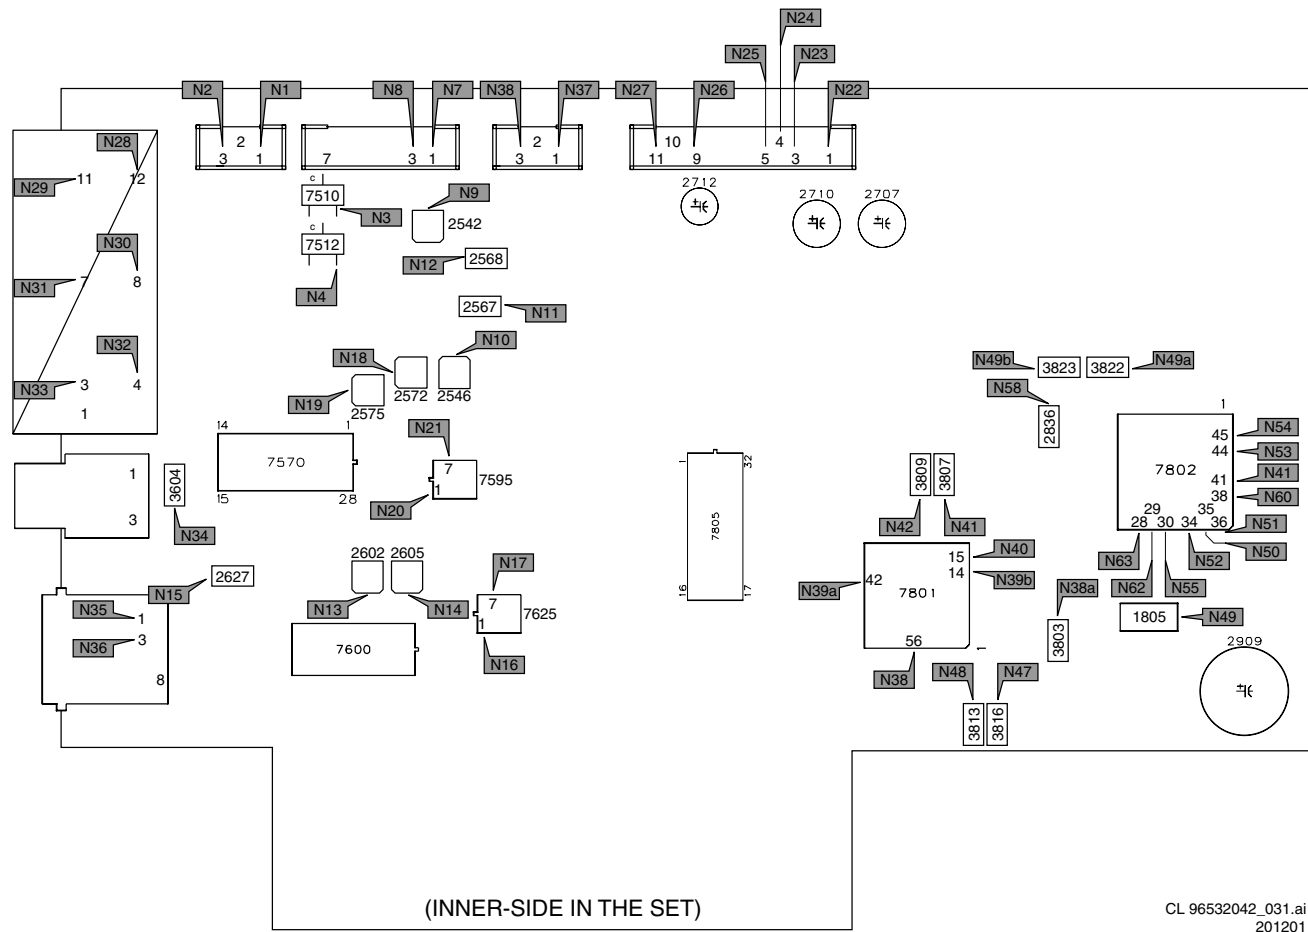 N24
N25 N23
N2 N1 N8 N7 N38 N37 N27 N26 N22
2 2 10 4
3 1 7 3 1 3 1 11 9 5 3 1
N28
N29 11 12
c
7510 N3 N9 2542
2712 2710 2707
c
7512 N4
N12 2568
N30
N31 7 8
2567 N11
N32
N33 3 4
1
N18 N10
N19 2575 2572 2546
N49b 3823 3822 N49a
N58 2836
14 1
7570
15 28
N21
7 7595
1
N20
1 32
7805
16 17
3809 3807
N42 N41
1
45 N54
44 N53
7802
41 N41
38 N60
35
29
28 30 34 36 N51
N50
N63 N52
N62 N55
1
3
3604
N34
2627
N15
2602 2605
N13 N14
N17
7 7625
1
N16
7600
15 N40
14 N39b
42 N39a
7801
56 1
N38
N38a
3803
1805 N49
2909
N35 1
N36 3
8
N48 N47
3813 3816
(INNER-SIDE IN THE SET)
CL 96532042_031.ai
201201